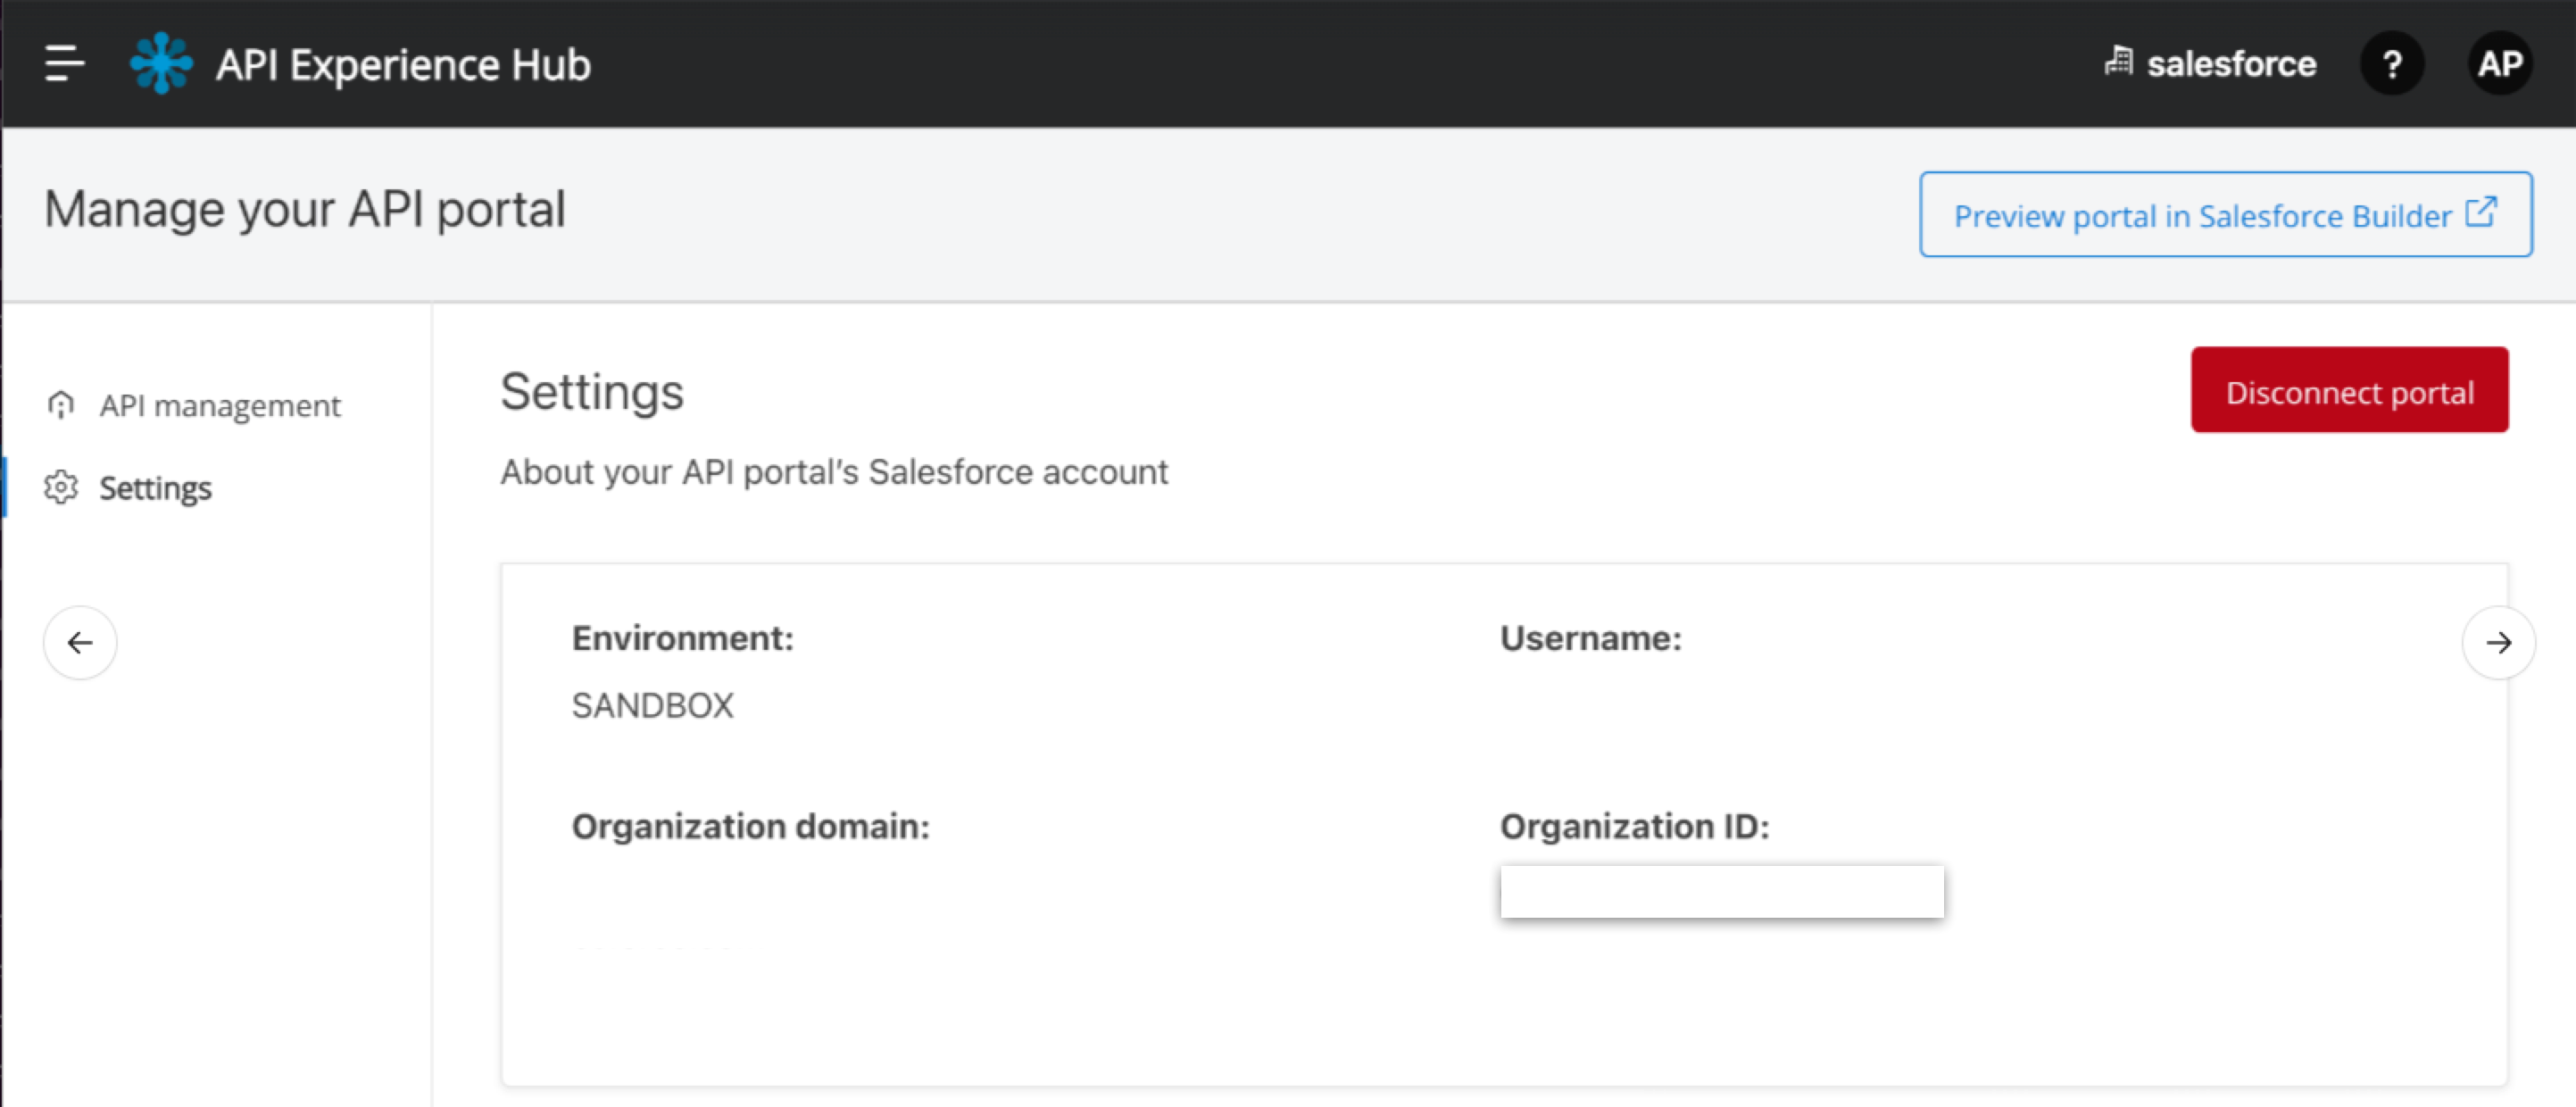 API Experience Hub
salesforce
?
AP
Manage your API portal
Preview portal in Salesforce Builder
API management
Settings
Settings
Disconnect portal
About your API portal's Salesforce account
Environment:
SANDBOX
Username:
Organization domain:
Organization ID: